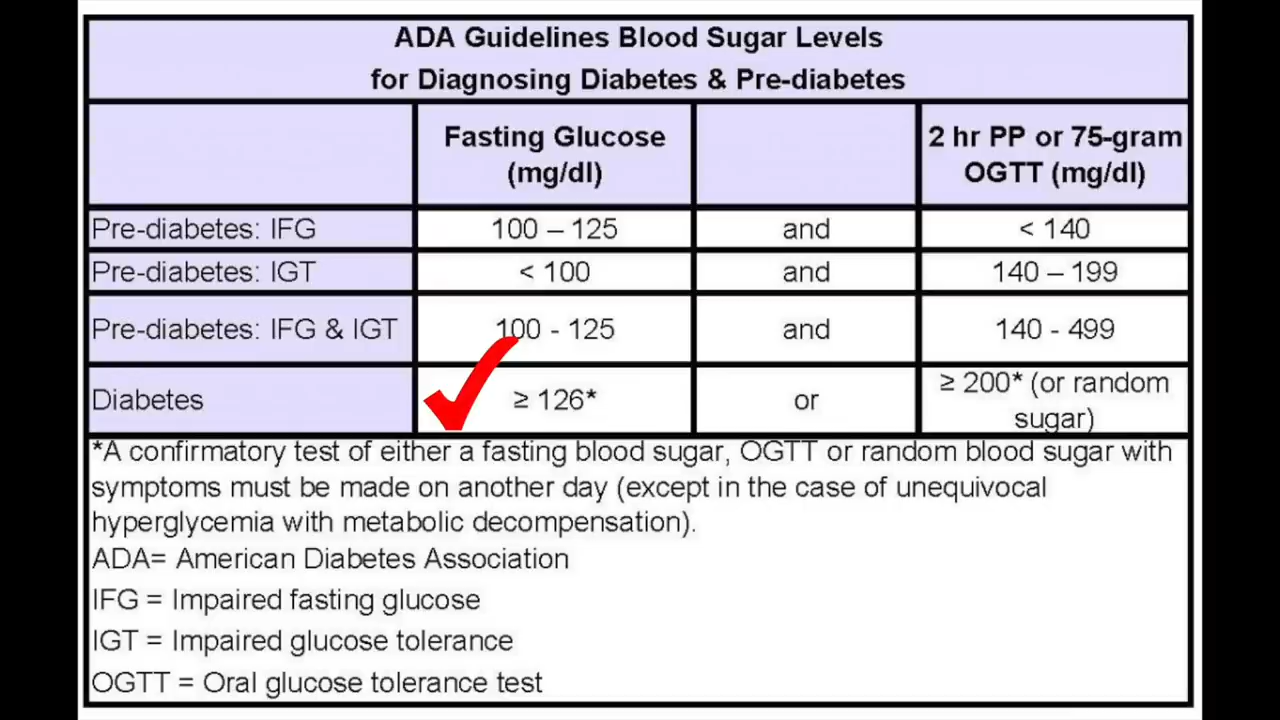 ADA Guidelines Blood Sugar Levels
for Diagnosing Diabetes & Pre-diabetes
Fasting Glucose
(mg/dl)
2 hr PP or 75-gram
OGTT (mg/dl)
Pre-diabetes: IFG 100 – 125 and < 140
Pre-diabetes: IGT < 100 and 140 – 199
Pre-diabetes: IFG & IGT 100 - 125 and 140 - 499
Diabetes ≥ 126* or ≥ 200* (or random
sugar)
*A confirmatory test of either a fasting blood sugar, OGTT or random blood sugar with
symptoms must be made on another day (except in the case of unequivocal
hyperglycemia with metabolic decompensation).
ADA= American Diabetes Association
IFG = Impaired fasting glucose
IGT = Impaired glucose tolerance
OGTT = Oral glucose tolerance test